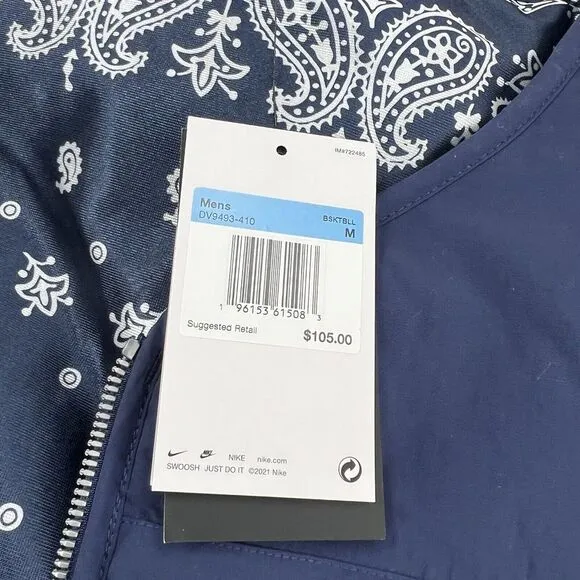 IM#722485
Mens
DV9493-410 BSKTBLL
M
1 96153 61508 3
Suggested Retail
$105.00
NIKE NIKE nike.com
SWOOSH JUST DO IT ©2021 Nike